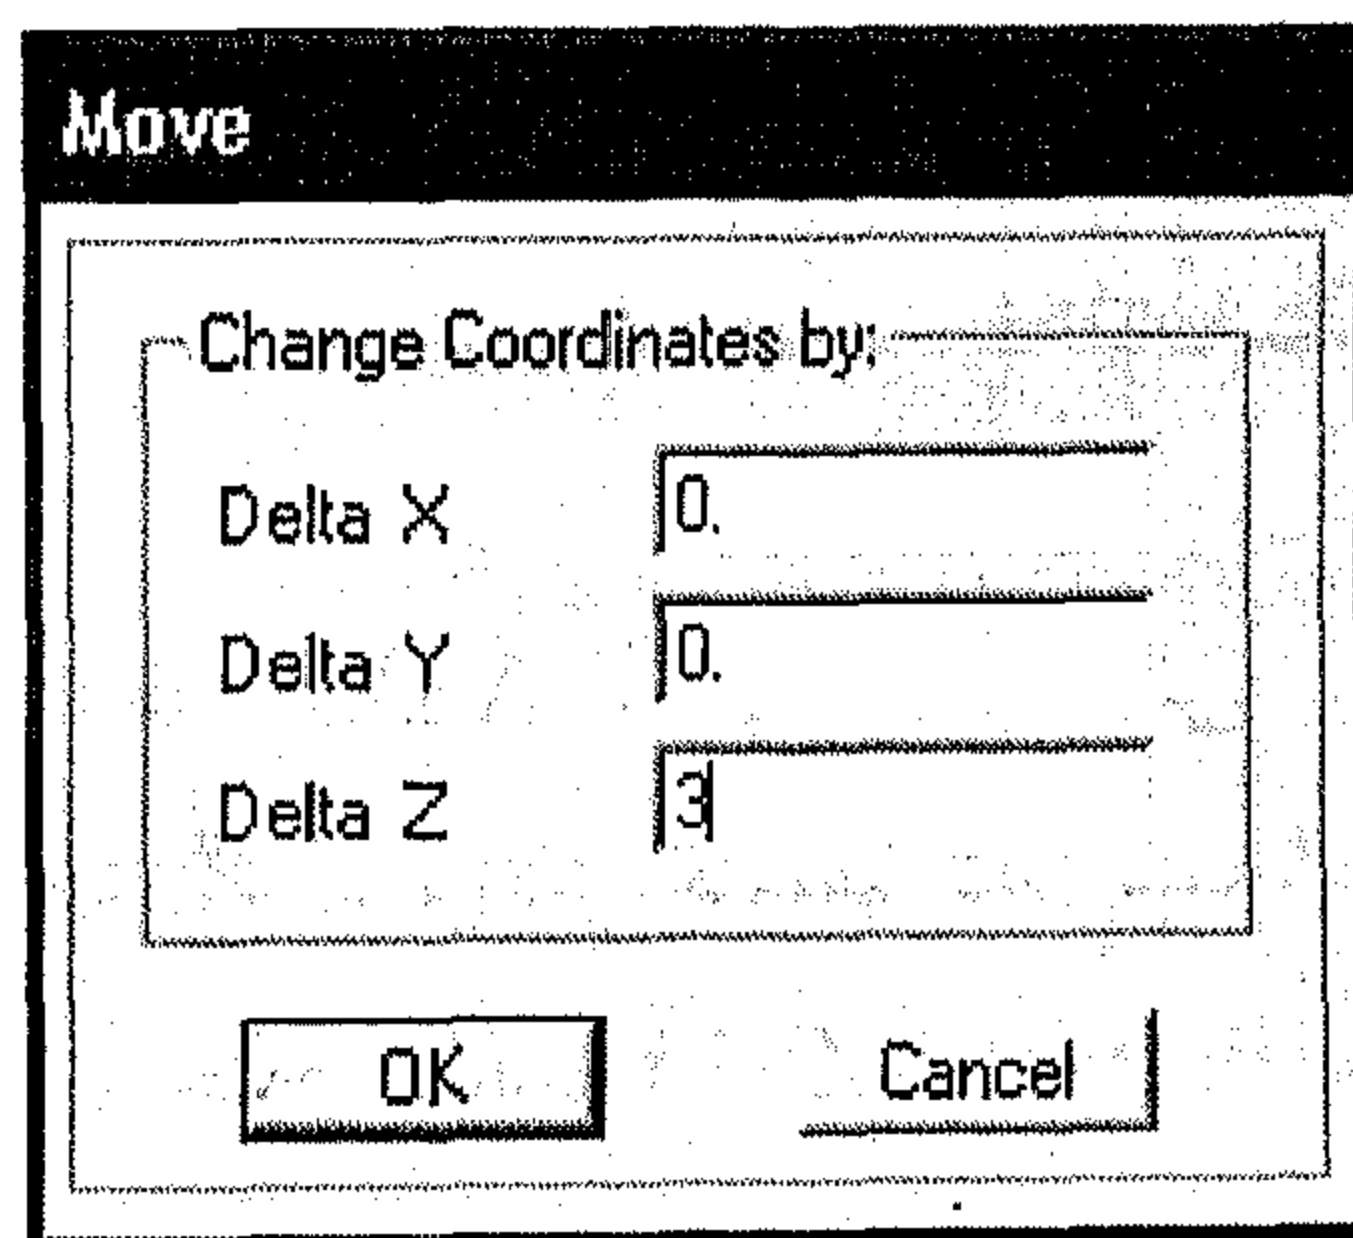 Move
Change Coordinates by:
Delta X 0.
Delta Y 0.
Delta Z 3
OK Cancel